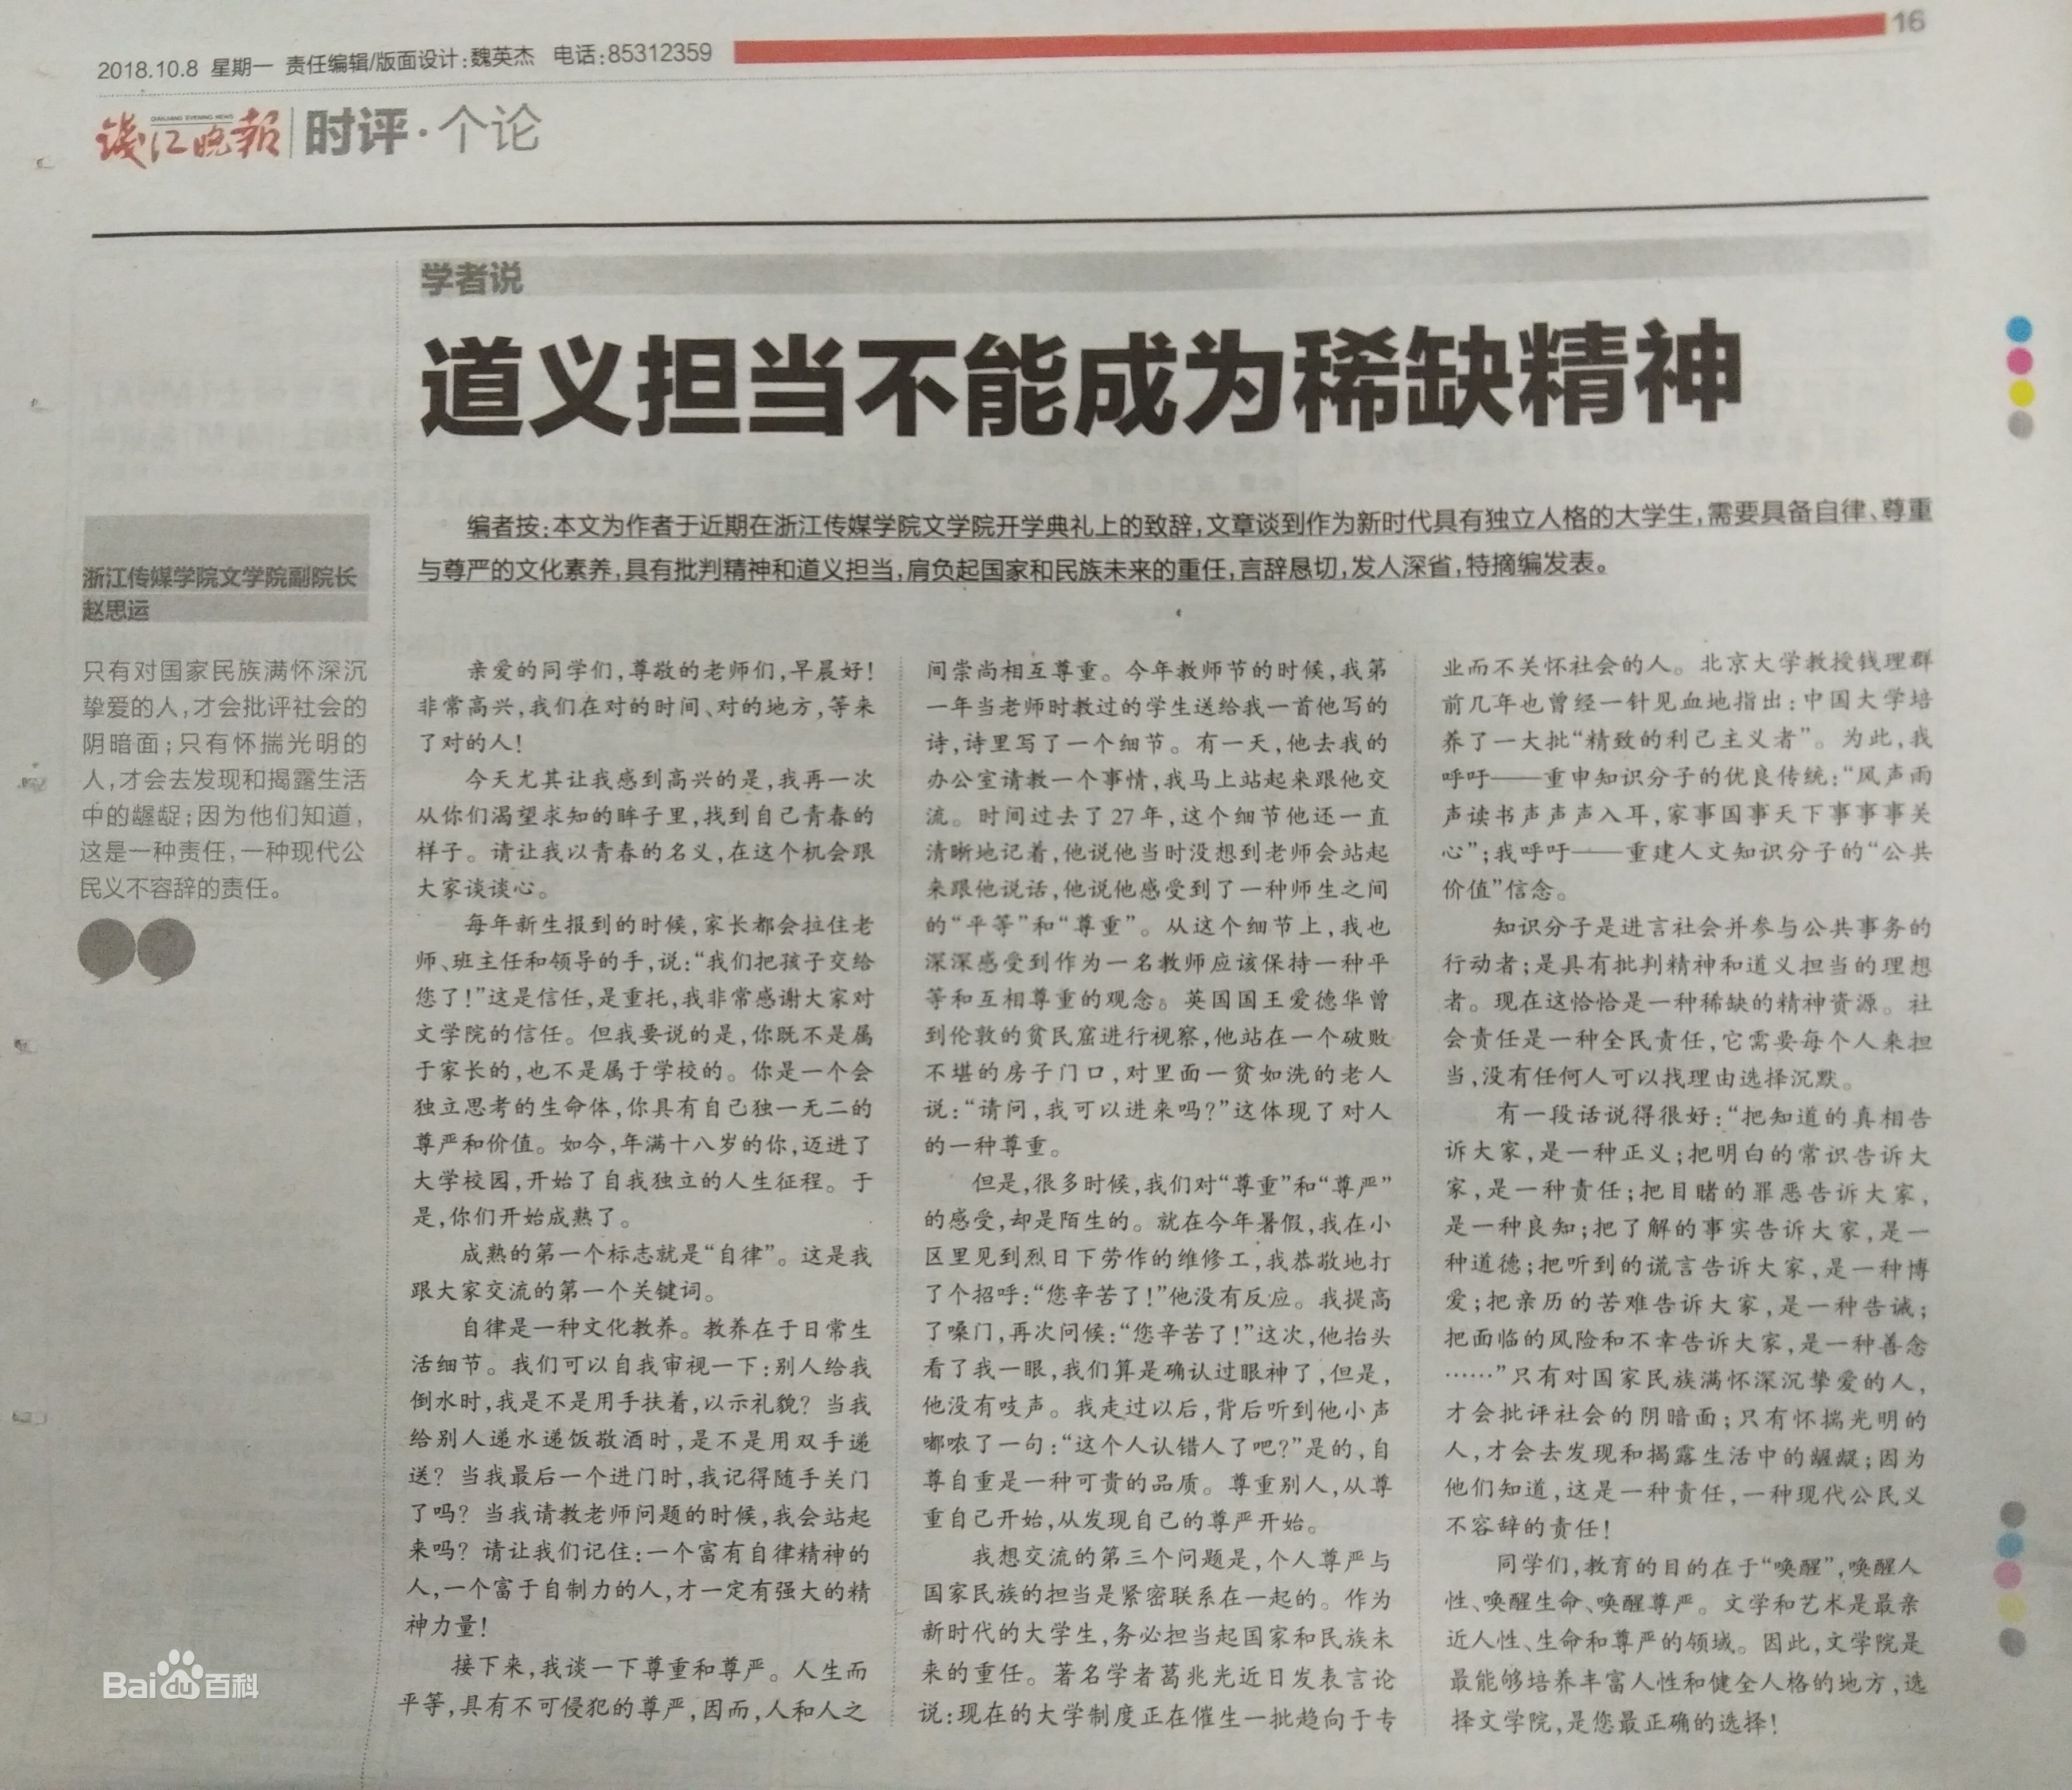 2018.10.8 星期一 责任编辑/版面设计:魏英杰 电话:85312359
16
QIANJIANG EVENING NEWS
钱江晚报
时评·个论
学者说
道义担当不能成为稀缺精神
编者按:本文为作者于近期在浙江传媒学院文学院开学典礼上的致辞,文章谈到作为新时代具有独立人格的大学生,需要具备自律、尊重
与尊严的文化素养,具有批判精神和道义担当,肩负起国家和民族未来的重任,言辞恳切,发人深省,特摘编发表。
浙江传媒学院文学院副院长
赵思运
只有对国家民族满怀深沉
挚爱的人,才会批评社会的
阴暗面;只有怀揣光明的
人,才会去发现和揭露生活
中的龌龊;因为他们知道,
这是一种责任,一种现代公
民义不容辞的责任。
亲爱的同学们,尊敬的老师们,早晨好!
非常高兴,我们在对的时间、对的地方,等来
了对的人!
今天尤其让我感到高兴的是,我再一次
从你们渴望求知的眸子里,找到自己青春的
样子。请让我以青春的名义,在这个机会跟
大家谈谈心。
每年新生报到的时候,家长都会拉住老
师、班主任和领导的手,说:“我们把孩子交给
您了!”这是信任,是重托,我非常感谢大家对
文学院的信任。但我要说的是,你既不是属
于家长的,也不是属于学校的。你是一个会
独立思考的生命体,你具有自己独一无二的
尊严和价值。如今,年满十八岁的你,迈进了
大学校园,开始了自我独立的人生征程。于
是,你们开始成熟了。
成熟的第一个标志就是“自律”。这是我
跟大家交流的第一个关键词。
自律是一种文化教养。教养在于日常生
活细节。我们可以自我审视一下:别人给我
倒水时,我是不是用手扶着,以示礼貌?当我
给别人递水递饭敬酒时,是不是用双手递
送?当我最后一个进门时,我记得随手关门
了吗?当我请教老师问题的时候,我会站起
来吗?请让我们记住:一个富有自律精神的
人,一个富于自制力的人,才一定有强大的精
神力量!
接下来,我谈一下尊重和尊严。人生而
平等,具有不可侵犯的尊严,因而,人和人之
间崇尚相互尊重。今年教师节的时候,我第
一年当老师时教过的学生送给我一首他写的
诗,诗里写了一个细节。有一天,他去我的
办公室请教一个事情,我马上站起来跟他交
流。时间过去了27年,这个细节他还一直
清晰地记着,他说他当时没想到老师会站起
来跟他说话,他说他感受到了一种师生之间
的“平等”和“尊重”。从这个细节上,我也
深深感受到作为一名教师应该保持一种平
等和互相尊重的观念。英国国王爱德华曾
到伦敦的贫民窟进行视察,他站在一个破败
不堪的房子门口,对里面一贫如洗的老人
说:“请问,我可以进来吗?”这体现了对人
的一种尊重。
但是,很多时候,我们对“尊重”和“尊严”
的感受,却是陌生的。就在今年暑假,我在小
区里见到烈日下劳作的维修工,我恭敬地打
了个招呼:“您辛苦了!”他没有反应。我提高
了嗓门,再次问候:“您辛苦了!”这次,他抬头
看了我一眼,我们算是确认过眼神了,但是,
他没有吱声。我走过以后,背后听到他小声
嘟哝了一句:“这个人认错人了吧?”是的,自
尊自重是一种可贵的品质。尊重别人,从尊
重自己开始,从发现自己的尊严开始。
我想交流的第三个问题是,个人尊严与
国家民族的担当是紧密联系在一起的。作为
新时代的大学生,务必担当起国家和民族未
来的重任。著名学者葛兆光近日发表言论
说:现在的大学制度正在催生一批趋向于专
业而不关怀社会的人。北京大学教授钱理群
前几年也曾经一针见血地指出:中国大学培
养了一大批“精致的利己主义者”。为此,我
呼吁——重申知识分子的优良传统:“风声雨
声读书声声声入耳,家事国事天下事事事关
心”;我呼吁——重建人文知识分子的“公共
价值”信念。
知识分子是进言社会并参与公共事务的
行动者;是具有批判精神和道义担当的理想
者。现在这恰恰是一种稀缺的精神资源。社
会责任是一种全民责任,它需要每个人来担
当,没有任何人可以找理由选择沉默。
有一段话说得很好:“把知道的真相告
诉大家,是一种正义;把明白的常识告诉大
家,是一种责任;把目睹的罪恶告诉大家,
是一种良知;把了解的事实告诉大家,是一
种道德;把听到的谎言告诉大家,是一种博
爱;把亲历的苦难告诉大家,是一种告诫;
把面临的风险和不幸告诉大家,是一种善念
……”只有对国家民族满怀深沉挚爱的人,
才会批评社会的阴暗面;只有怀揣光明的
人,才会去发现和揭露生活中的龌龊;因为
他们知道,这是一种责任,一种现代公民义
不容辞的责任!
同学们,教育的目的在于“唤醒”,唤醒人
性、唤醒生命、唤醒尊严。文学和艺术是最亲
近人性、生命和尊严的领域。因此,文学院是
最能够培养丰富人性和健全人格的地方,选
择文学院,是您最正确的选择!
Bai du 百科